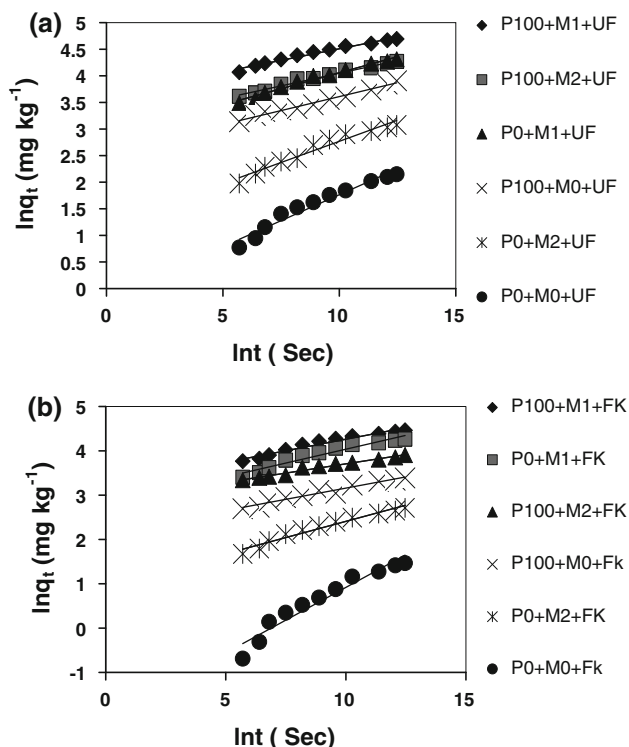 (a)
5
4.5
4
3.5
3
2.5
2
1.5
1
0.5
0
0 5 10 15
lnqt (mg kg-1)
lnt ( Sec)
P100+M1+UF
P100+M2+UF
P0+M1+UF
P100+M0+UF
P0+M2+UF
P0+M0+UF
(b)
5
4
3
2
1
0
-1
0 5 10 15
lnqt (mg kg-1)
lnt ( Sec)
P100+M1+FK
P0+M1+FK
P100+M2+FK
P100+M0+Fk
P0+M2+FK
P0+M0+Fk